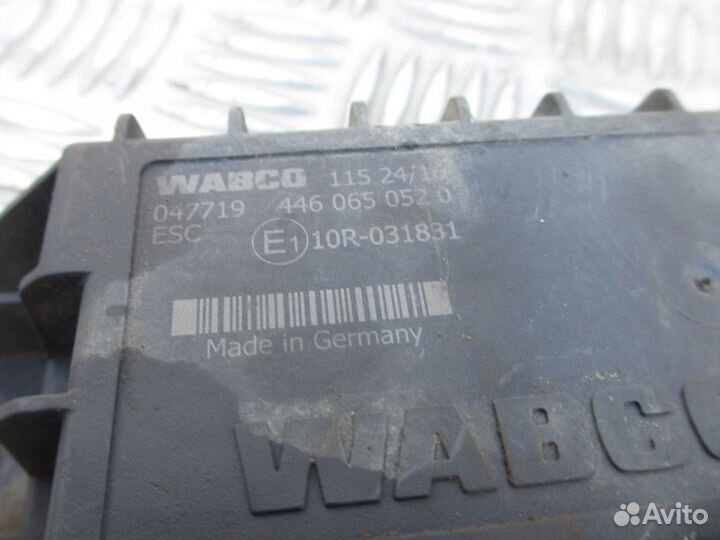 WABCO 115 24/16
047719 446 065 052 0
ESC E1 10R-031831
Made in Germany
WABCO
Avito